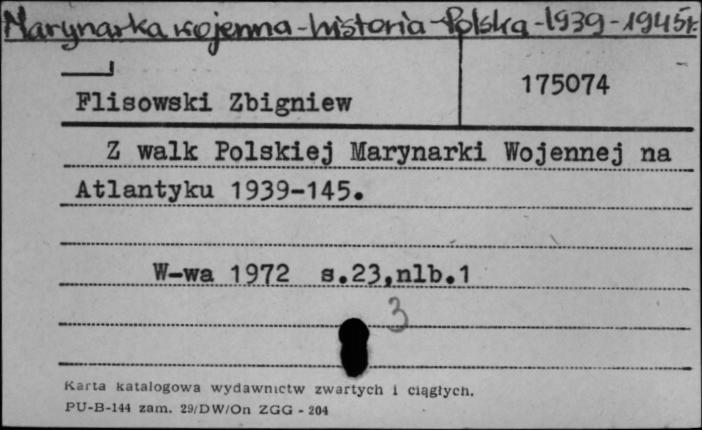 Marynarka wojenna - historia - Polska - 1939 - 1945r.
175074
Flisowski Zbigniew
Z walk Polskiej Marynarki Wojennej na
Atlantyku 1939-145.
W-wa 1972 s.23,nlb.1
3
Karta katalogowa wydawnictw zwartych i ciągłych.
PU-B-144 zam. 29/DW/On ZGG - 204